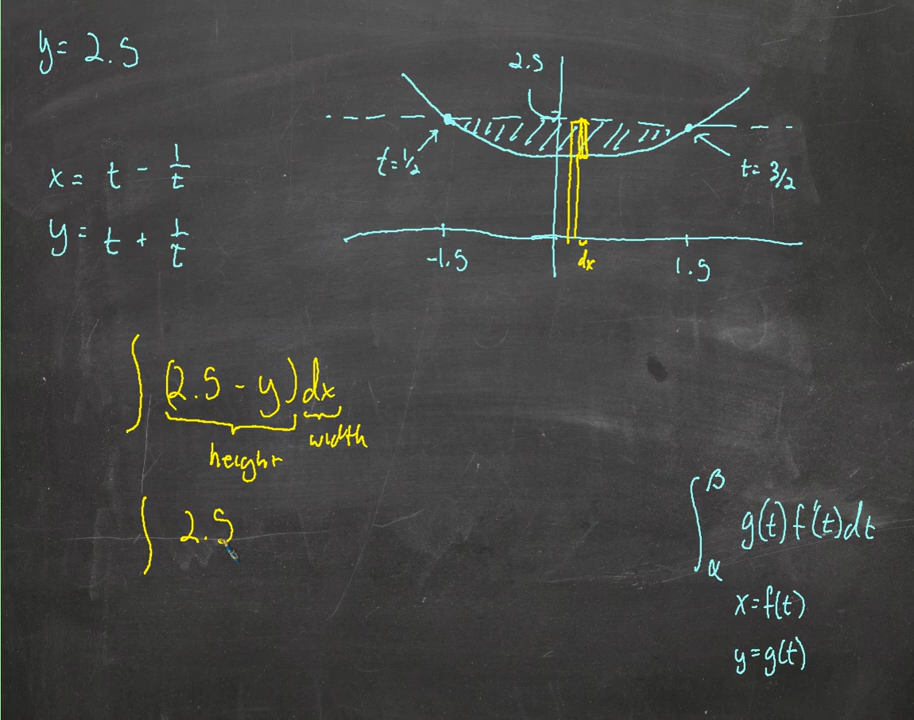 y = 2.5
2.5
x = t - 1/t
t = 1/2
t = 3/2
y = t + 1/t
-1.5
dx
1.5
∫ (2.5 - y) dx
height
width
∫ 2.5
∫_α^β g(t) f'(t) dt
x = f(t)
y = g(t)